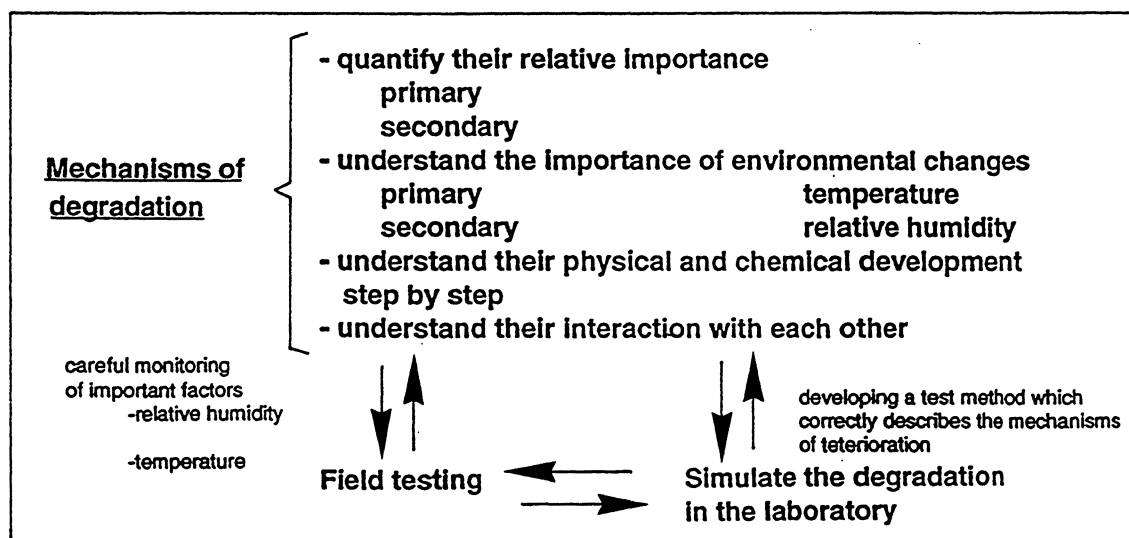 - quantify their relative importance
primary
secondary
Mechanisms of
degradation
- understand the importance of environmental changes
primary temperature
secondary relative humidity
- understand their physical and chemical development
step by step
- understand their interaction with each other
careful monitoring
of important factors
-relative humidity
-temperature
developing a test method which
correctly describes the mechanisms
of teterioration
Field testing
Simulate the degradation
in the laboratory